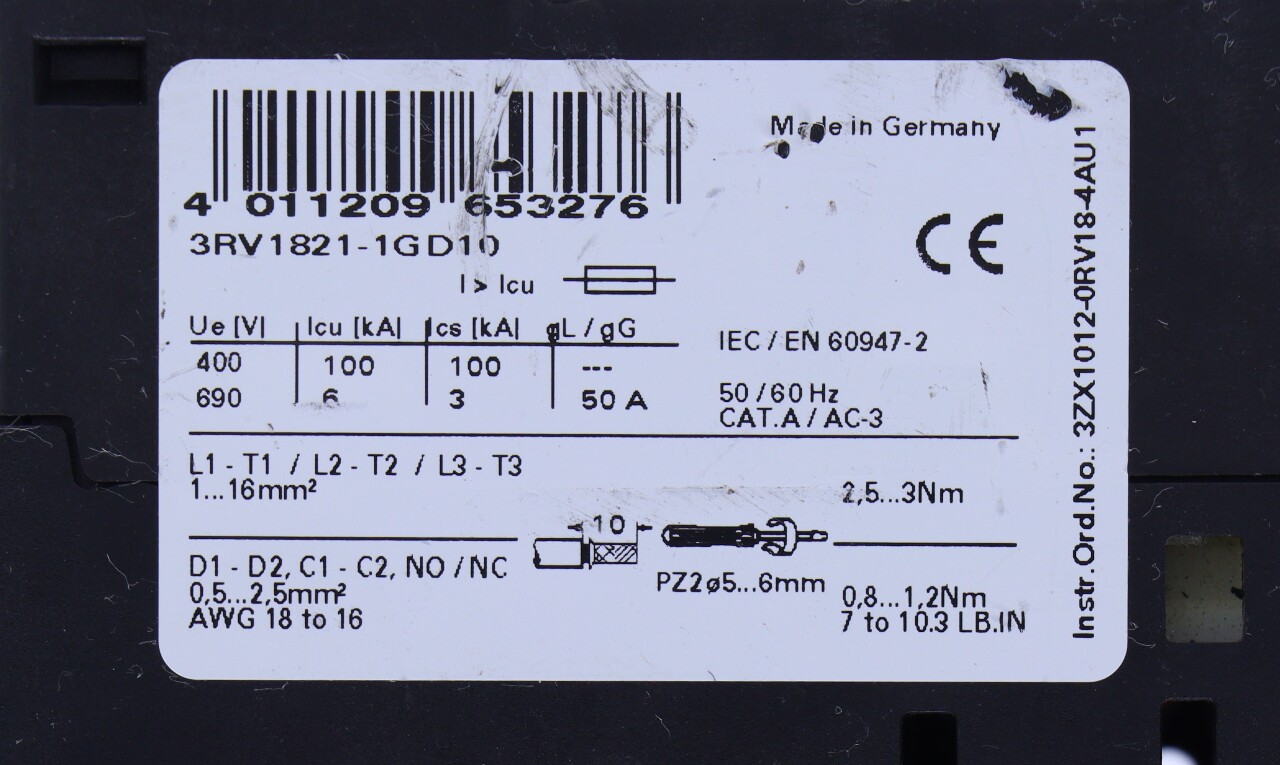 4 011209 653276
3RV1821-1GD10
I > Icu
Made in Germany
CE
Ue [V] Icu [kA] Ics [kA] gL / gG
400 100 100 ---
690 6 3 50 A
IEC / EN 60947-2
50 / 60 Hz
CAT.A / AC-3
L1 - T1 / L2 - T2 / L3 - T3
1...16mm²
2,5...3Nm
10
D1 - D2, C1 - C2, NO / NC
0,5...2,5mm²
AWG 18 to 16
PZ2ø5...6mm
0,8...1,2Nm
7 to 10.3 LB.IN
Instr.Ord.No.: 3ZX1012-0RV18-4AU1